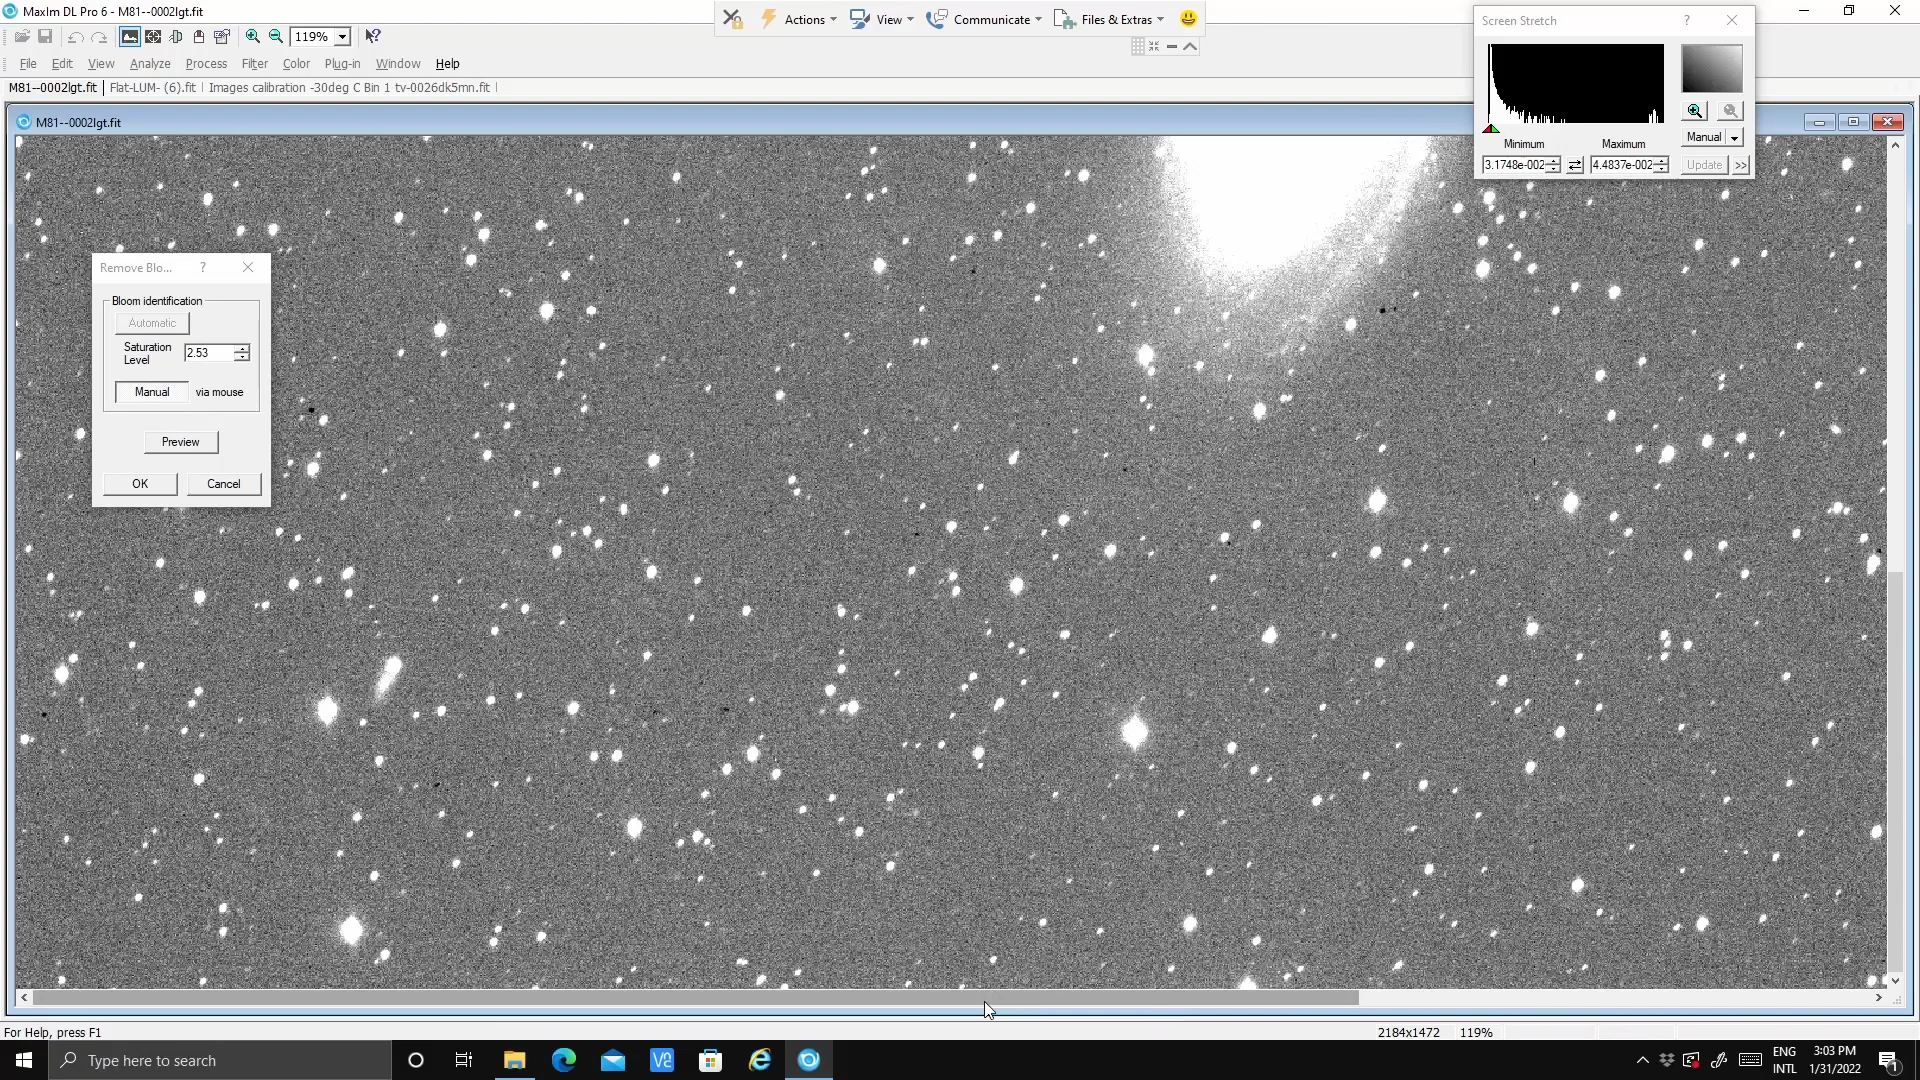 MaxIm DL Pro 6 - M81--0002lgt.fit
Actions View Communicate Files & Extras
119%
File Edit View Analyze Process Filter Color Plug-in Window Help
M81--0002lgt.fit Flat-LUM- (6).fit Images calibration -30deg C Bin 1 tv-0026dk5mn.fit
M81--0002lgt.fit
Screen Stretch ?
Manual
Minimum Maximum
3.1748e-002 4.4837e-002 Update >>
Remove Blo... ?
Bloom identification
Automatic
Saturation
Level 2.53
Manual via mouse
Preview
OK Cancel
For Help, press F1 2184x1472 119%
Type here to search
ENG
INTL
3:03 PM
1/31/2022
1